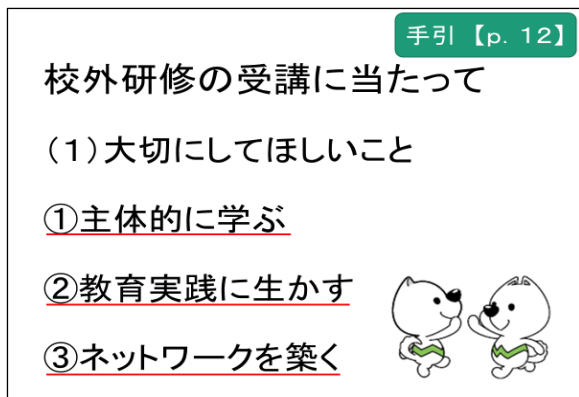 手引【p. 12】
校外研修の受講に当たって
（１）大切にしてほしいこと
①主体的に学ぶ
②教育実践に生かす
③ネットワークを築く